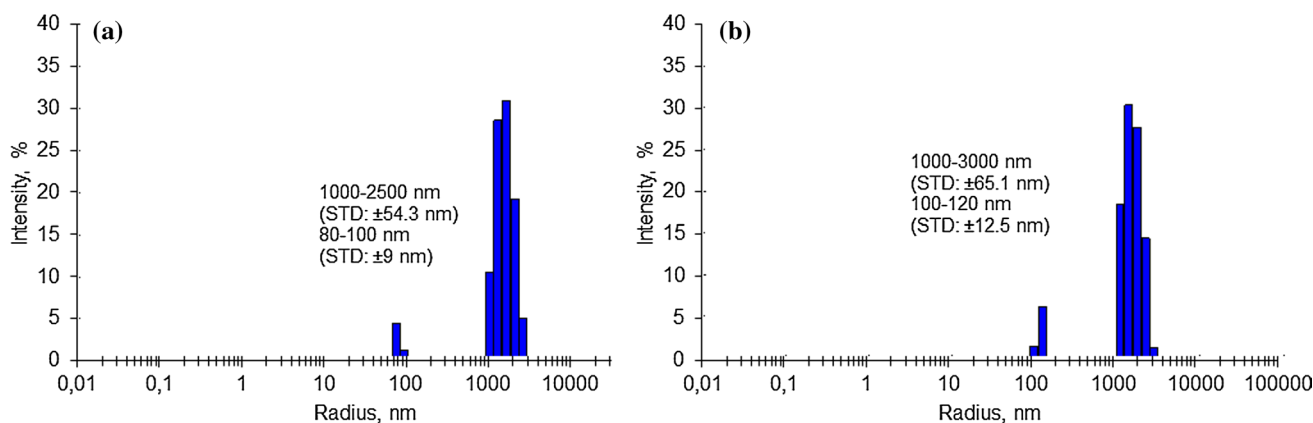 (a)
40
35
30
25
20
15
10
5
0
Intensity, %
1000-2500 nm
(STD: ±54.3 nm)
80-100 nm
(STD: ±9 nm)
0,01 0,1 1 10 100 1000 10000
Radius, nm
(b)
40
35
30
25
20
15
10
5
0
Intensity, %
1000-3000 nm
(STD: ±65.1 nm)
100-120 nm
(STD: ±12.5 nm)
0,01 0,1 1 10 100 1000 10000 100000
Radius, nm